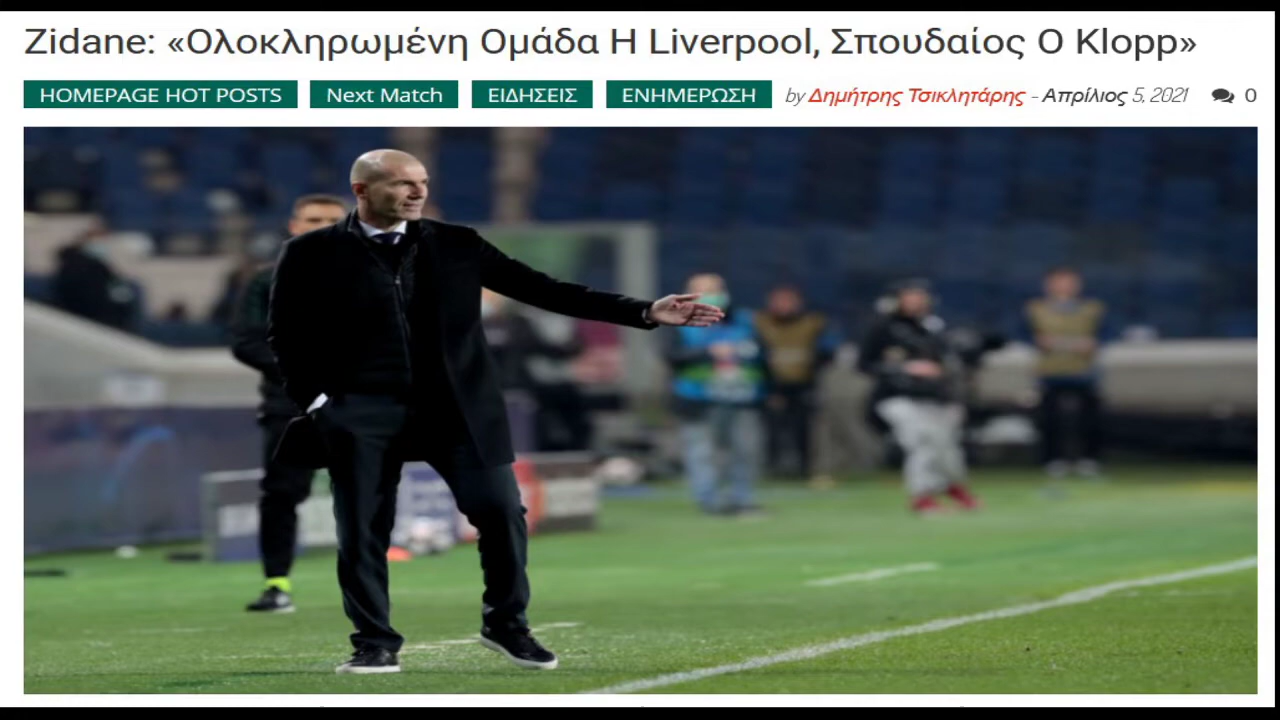 Zidane: «Ολοκληρωμένη Ομάδα Η Liverpool, Σπουδαίος Ο Klopp»
HOMEPAGE HOT POSTS Next Match ΕΙΔΗΣΕΙΣ ΕΝΗΜΕΡΩΣΗ by Δημήτρης Τσικλητάρης - Απρίλιος 5, 2021 0